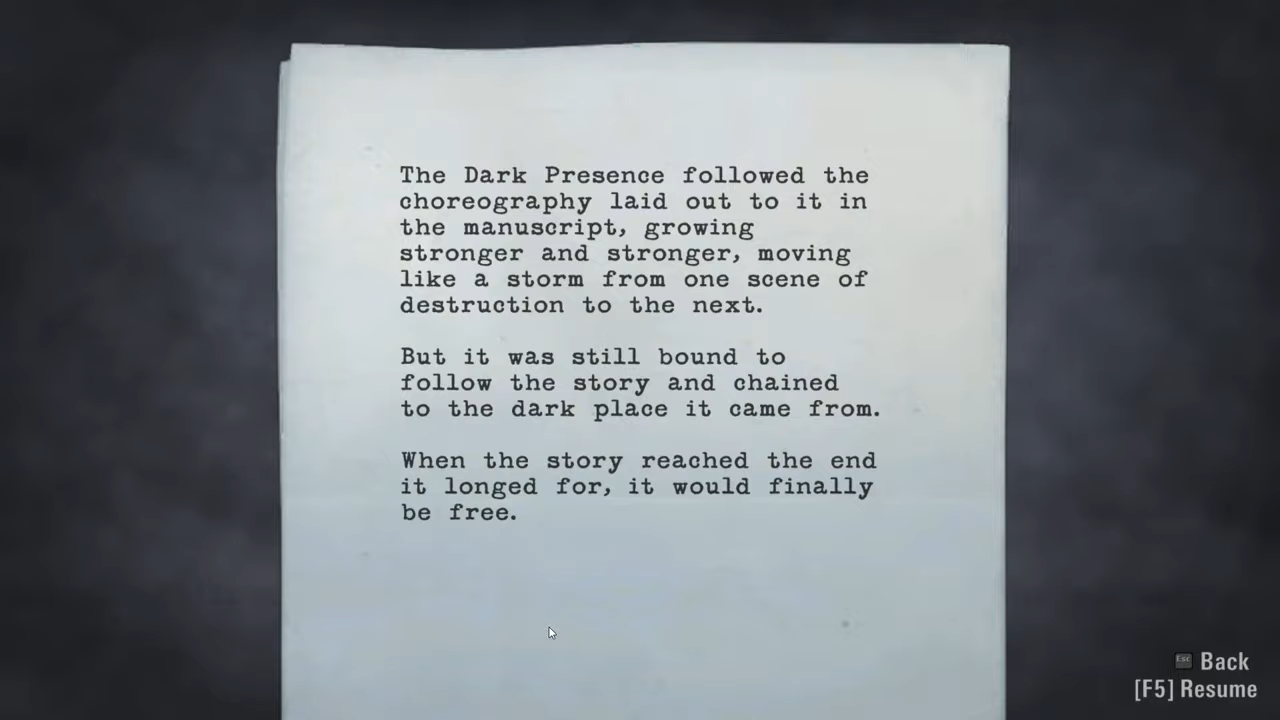 The Dark Presence followed the
choreography laid out to it in
the manuscript, growing
stronger and stronger, moving
like a storm from one scene of
destruction to the next.
But it was still bound to
follow the story and chained
to the dark place it came from.
When the story reached the end
it longed for, it would finally
be free.
Esc Back
[F5] Resume